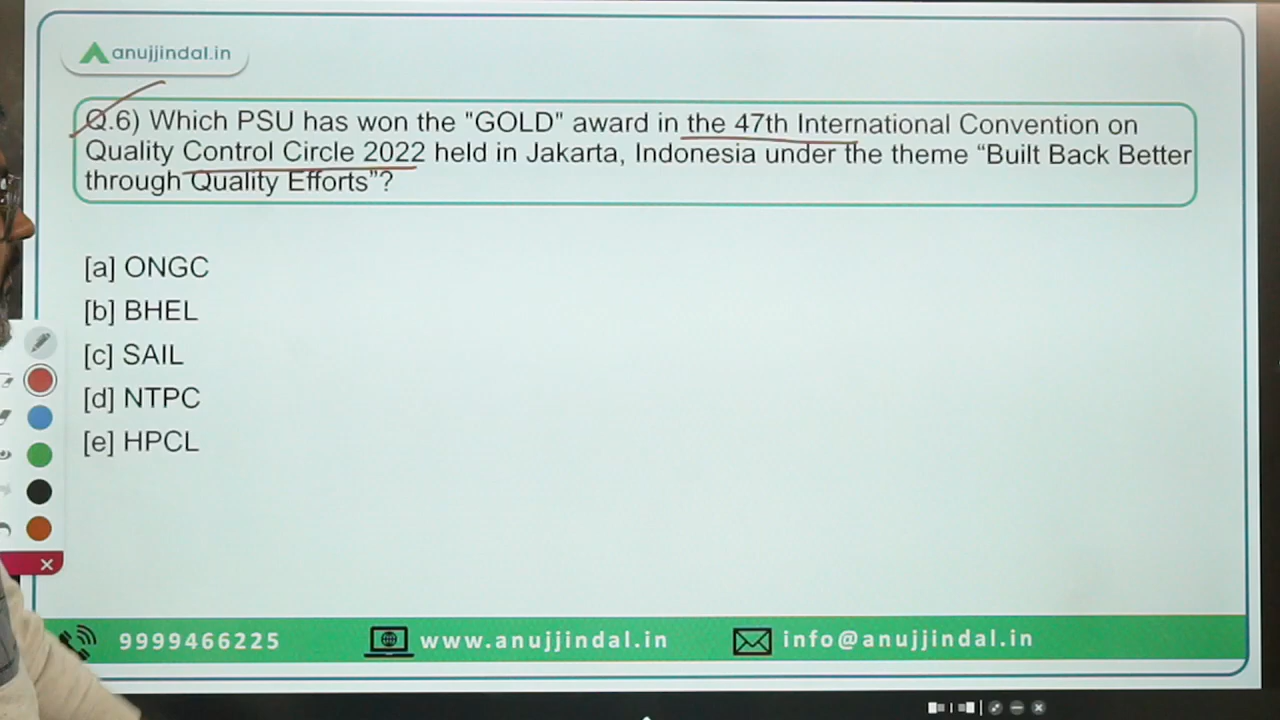 anujjindal.in
Q.6) Which PSU has won the "GOLD" award in the 47th International Convention on
Quality Control Circle 2022 held in Jakarta, Indonesia under the theme “Built Back Better
through Quality Efforts”?
[a] ONGC
[b] BHEL
[c] SAIL
[d] NTPC
[e] HPCL
9999466225 www.anujjindal.in info@anujjindal.in